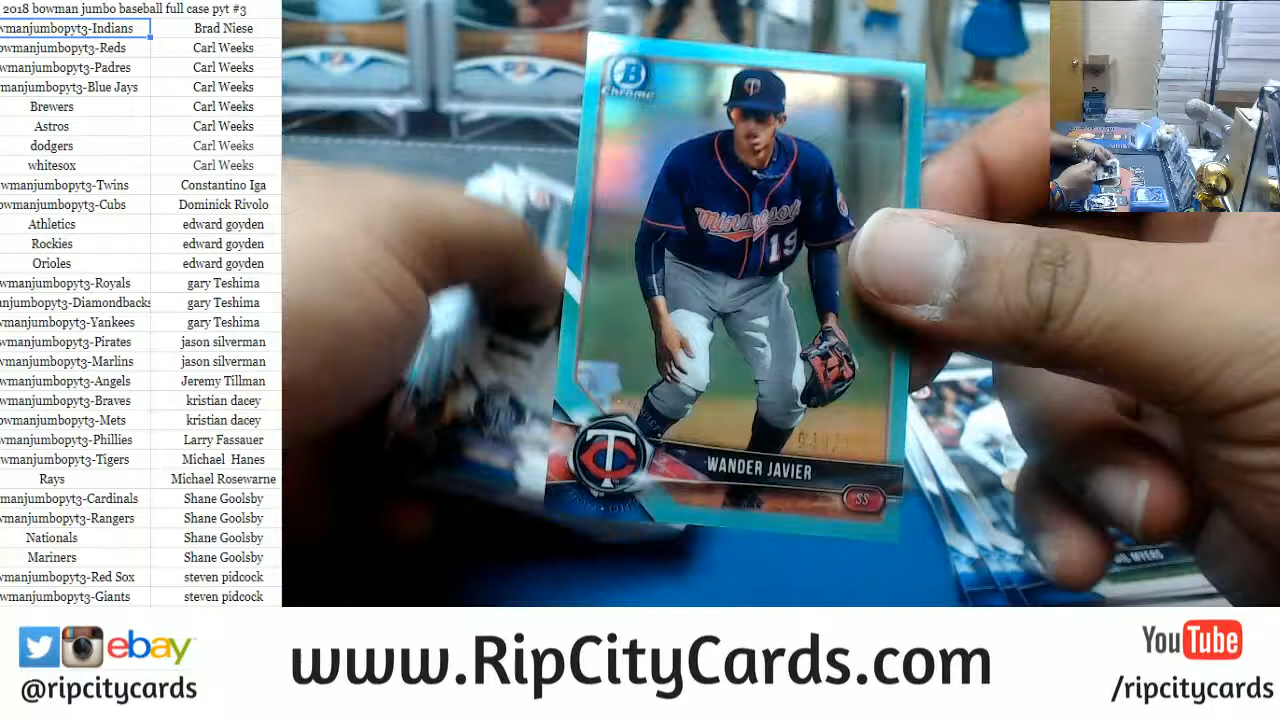 2018 bowman jumbo baseball full case pyt #3
wmanjumbopyt3-Indians Brad Niese
owmanjumbopyt3-Reds Carl Weeks
owmanjumbopyt3-Padres Carl Weeks
manjumbopyt3-Blue Jays Carl Weeks
Brewers Carl Weeks
Astros Carl Weeks
dodgers Carl Weeks
whitesox Carl Weeks
owmanjumbopyt3-Twins Constantino Iga
owmanjumbopyt3-Cubs Dominick Rivolo
Athletics edward goyden
Rockies edward goyden
Orioles edward goyden
wmanjumbopyt3-Royals gary Teshima
anjumbopyt3-Diamondbacks gary Teshima
wmanjumbopyt3-Yankees gary Teshima
wmanjumbopyt3-Pirates jason silverman
wmanjumbopyt3-Marlins jason silverman
wmanjumbopyt3-Angels Jeremy Tillman
wmanjumbopyt3-Braves kristian dacey
owmanjumbopyt3-Mets kristian dacey
wmanjumbopyt3-Phillies Larry Fassauer
wmanjumbopyt3-Tigers Michael Hanes
Rays Michael Rosewarne
manjumbopyt3-Cardinals Shane Goolsby
manjumbopyt3-Rangers Shane Goolsby
Nationals Shane Goolsby
Mariners Shane Goolsby
wmanjumbopyt3-Red Sox steven pidcock
wmanjumbopyt3-Giants steven pidcock
B
Chrome
Minnesota
19
TC
WANDER JAVIER
SS
MYERS
ebay
@ripcitycards
www.RipCityCards.com
YouTube
/ripcitycards